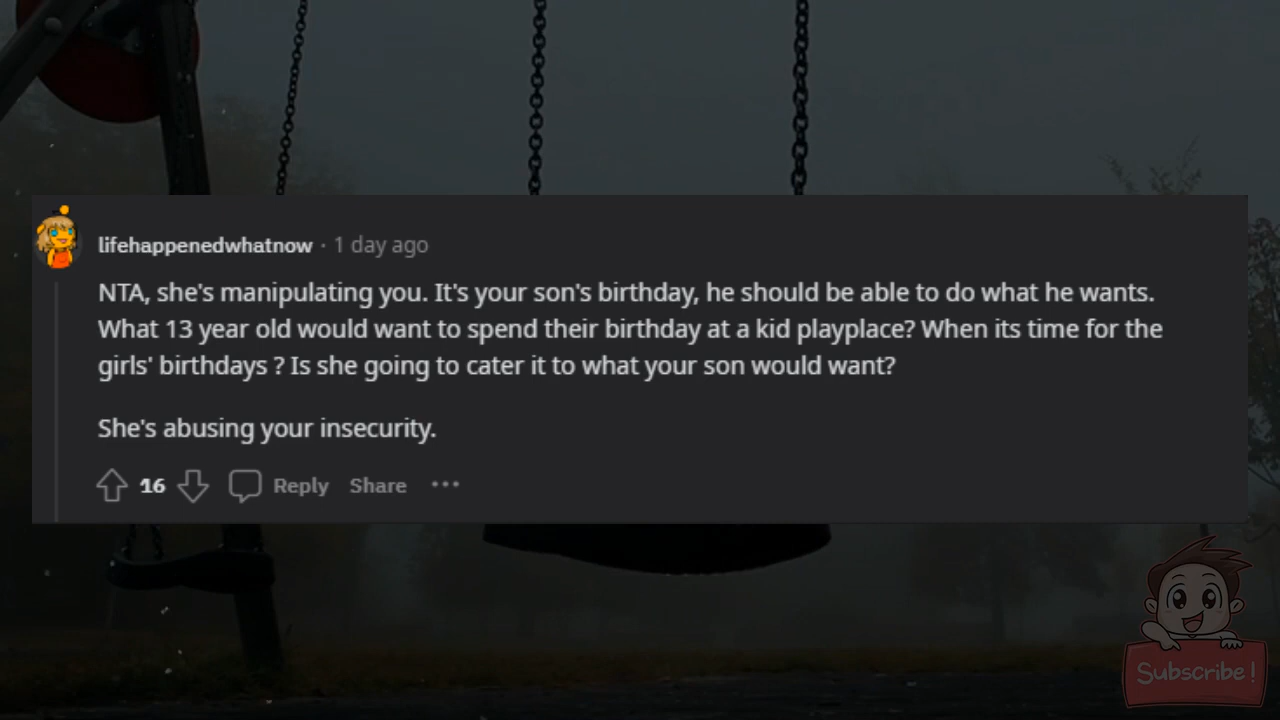 lifehappenedwhatnow · 1 day ago
NTA, she's manipulating you. It's your son's birthday, he should be able to do what he wants.
What 13 year old would want to spend their birthday at a kid playplace? When its time for the
girls' birthdays ? Is she going to cater it to what your son would want?
She's abusing your insecurity.
16 Reply Share ···
Subscribe!